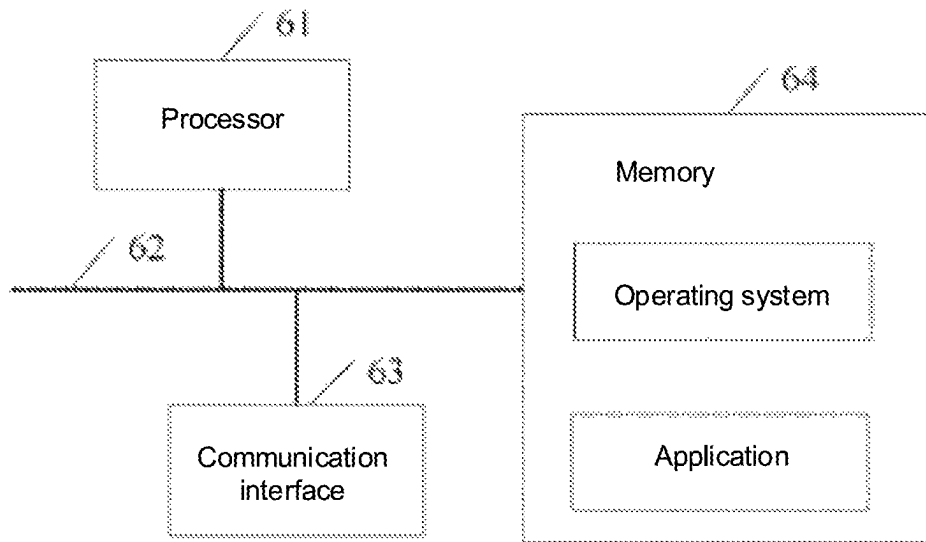 61
Processor
64
Memory
62
Operating system
63
Communication
interface
Application